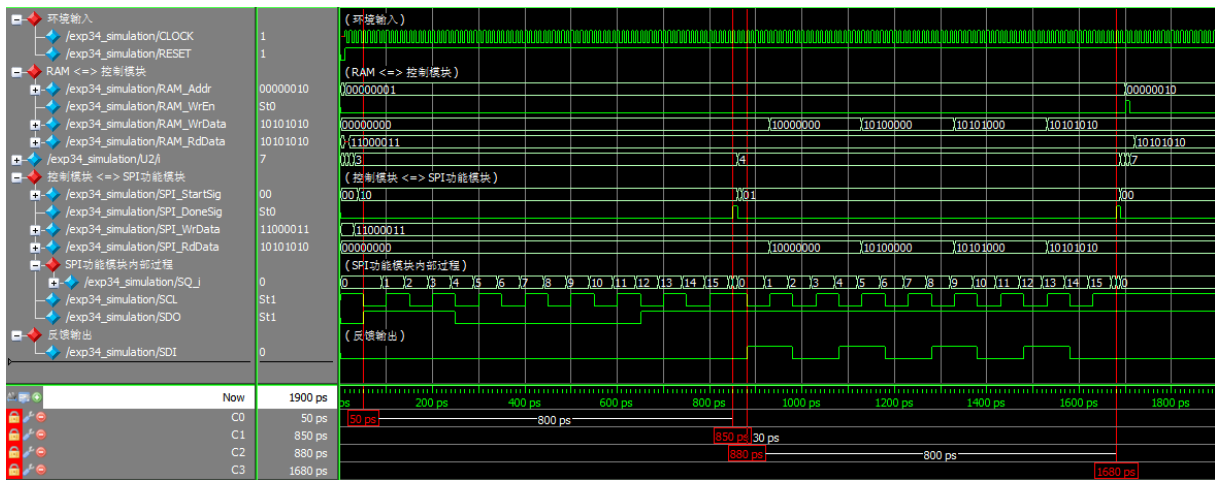 环境输入 (环境输入)
/exp34_simulation/CLOCK 1
/exp34_simulation/RESET 1
RAM <=> 控制模块 (RAM <=> 控制模块)
/exp34_simulation/RAM_Addr 00000010 00000001 00000010
/exp34_simulation/RAM_WrEn St0
/exp34_simulation/RAM_WrData 10101010 00000000 10000000 10100000 10101000 10101010
/exp34_simulation/RAM_RdData 10101010 11000011 10101010
/exp34_simulation/U2/i 7 3 4 7
控制模块 <=> SPI功能模块 (控制模块 <=> SPI功能模块)
/exp34_simulation/SPI_StartSig 00 00 10 01 00
/exp34_simulation/SPI_DoneSig St0
/exp34_simulation/SPI_WrData 11000011 11000011
/exp34_simulation/SPI_RdData 10101010 00000000 10000000 10100000 10101000 10101010
SPI功能模块内部过程 (SPI功能模块内部过程)
/exp34_simulation/SQ_i 0 0 1 2 3 4 5 6 7 8 9 10 11 12 13 14 15 0 1 2 3 4 5 6 7 8 9 10 11 12 13 14 15 0
/exp34_simulation/SCL St1
/exp34_simulation/SDO St1
反馈输出 (反馈输出)
/exp34_simulation/SDI 0
Now 1900 ps ps 200 ps 400 ps 600 ps 800 ps 1000 ps 1200 ps 1400 ps 1600 ps 1800 ps
C0 50 ps 50 ps 800 ps
C1 850 ps 850 ps 30 ps
C2 880 ps 880 ps 800 ps
C3 1680 ps 1680 ps